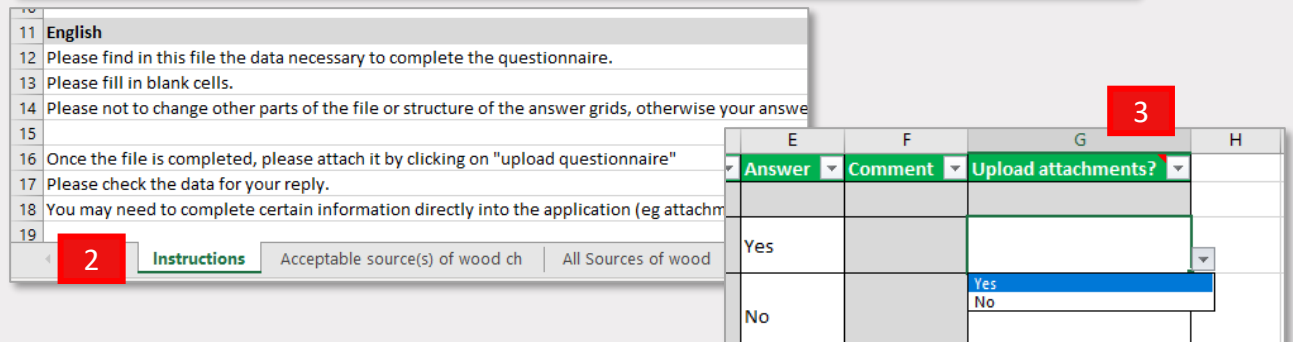 11 English
12 Please find in this file the data necessary to complete the questionnaire.
13 Please fill in blank cells.
14 Please not to change other parts of the file or structure of the answer grids, otherwise your answe
15
16 Once the file is completed, please attach it by clicking on "upload questionnaire"
17 Please check the data for your reply.
18 You may need to complete certain information directly into the application (eg attachm
19
2 Instructions Acceptable source(s) of wood ch All Sources of wood
3
E F G H
Answer Comment Upload attachments?
Yes
Yes
No
No